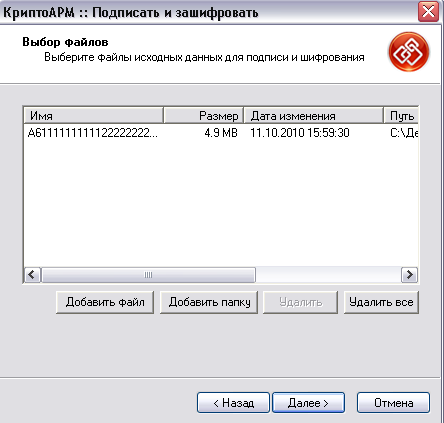 КриптоАРМ :: Подписать и зашифровать
Выбор файлов
Выберите файлы исходных данных для подписи и шифрования
Имя Размер Дата изменения Путь
A6111111111122222222... 4.9 MB 11.10.2010 15:59:30 C:\Де
Добавить файл Добавить папку Удалить Удалить все
< Назад Далее > Отмена